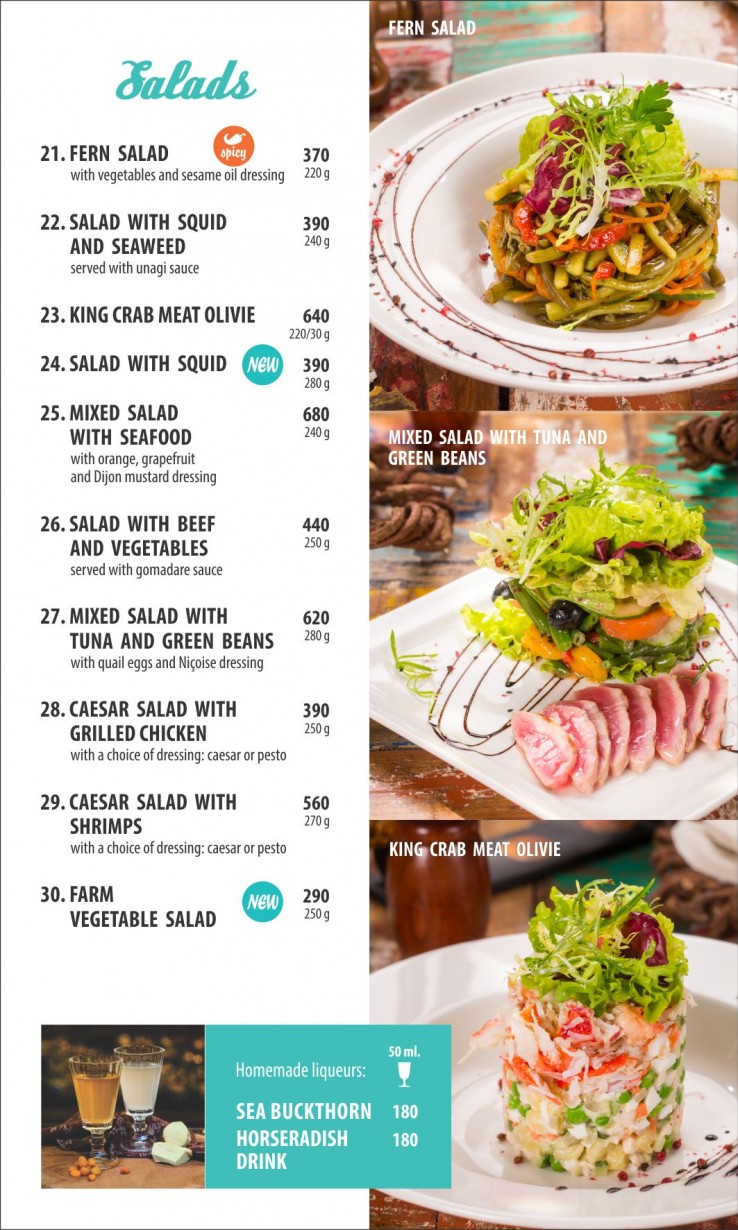 Salads
21. FERN SALAD spicy 370
with vegetables and sesame oil dressing 220 g
22. SALAD WITH SQUID 390
AND SEAWEED 240 g
served with unagi sauce
23. KING CRAB MEAT OLIVIE 640
220/30 g
24. SALAD WITH SQUID NEW 390
280 g
25. MIXED SALAD 680
WITH SEAFOOD 240 g
with orange, grapefruit
and Dijon mustard dressing
26. SALAD WITH BEEF 440
AND VEGETABLES 250 g
served with gomadare sauce
27. MIXED SALAD WITH 620
TUNA AND GREEN BEANS 280 g
with quail eggs and Niçoise dressing
28. CAESAR SALAD WITH 390
GRILLED CHICKEN 250 g
with a choice of dressing: caesar or pesto
29. CAESAR SALAD WITH 560
SHRIMPS 270 g
with a choice of dressing: caesar or pesto
30. FARM NEW 290
VEGETABLE SALAD 250 g
Homemade liqueurs: 50 ml.
SEA BUCKTHORN 180
HORSERADISH 180
DRINK
FERN SALAD
MIXED SALAD WITH TUNA AND
GREEN BEANS
KING CRAB MEAT OLIVIE